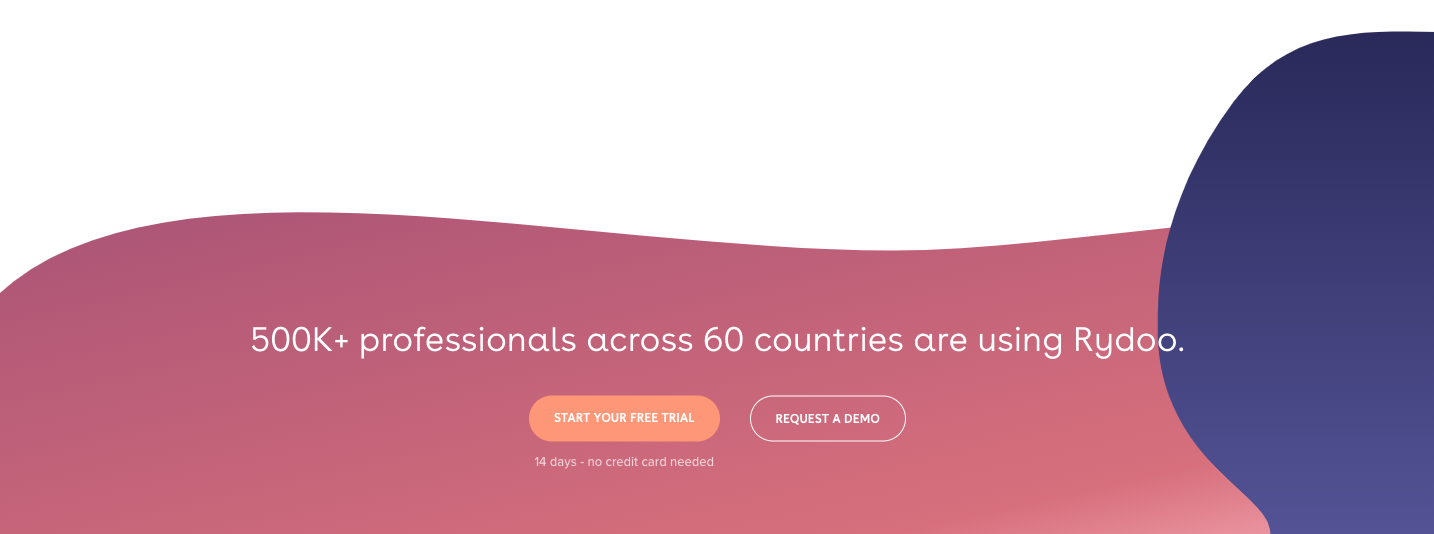 500K+ professionals across 60 countries are using Rydoo.
START YOUR FREE TRIAL
REQUEST A DEMO
14 days - no credit card needed